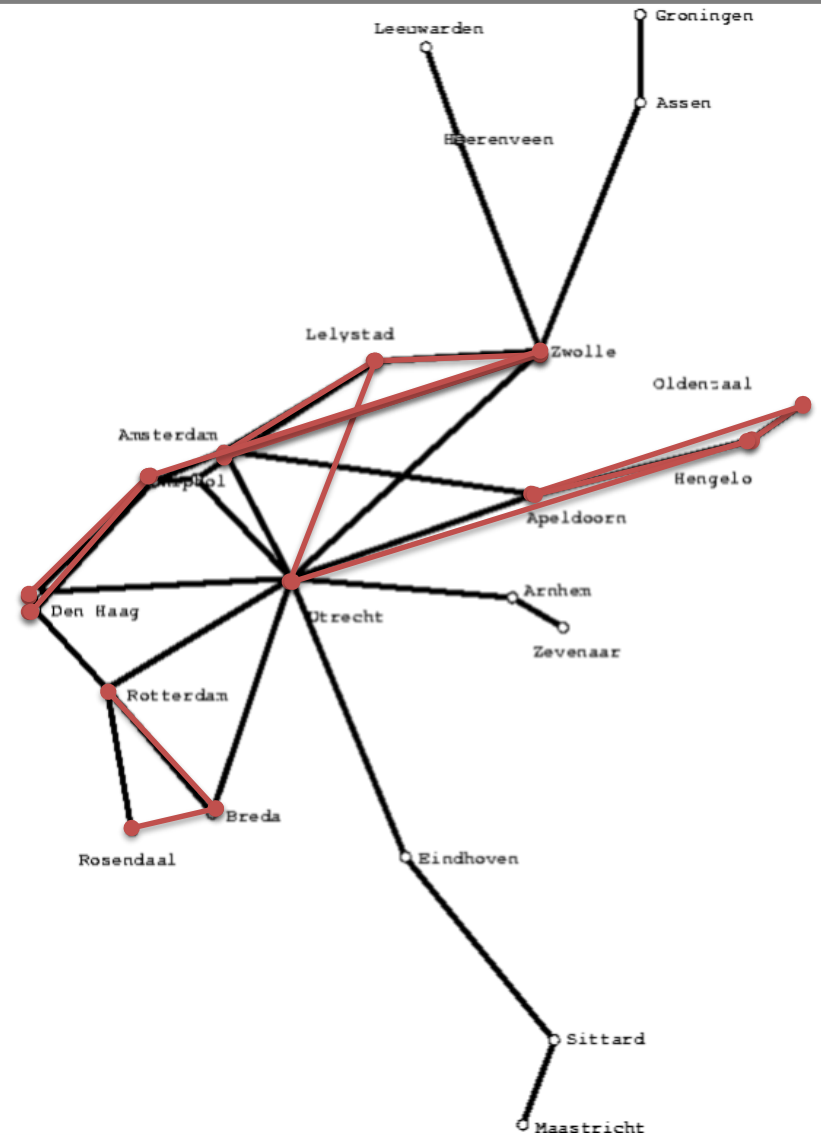 Groningen
Leeuwarden
Assen
Heerenveen
Lelystad
Zwolle
Oldenzaal
Amsterdam
Hengelo
Apeldoorn
Arnhem
Den Haag
Utrecht
Zevenaar
Rotterdam
Breda
Rosendaal
Eindhoven
Sittard
Maastricht